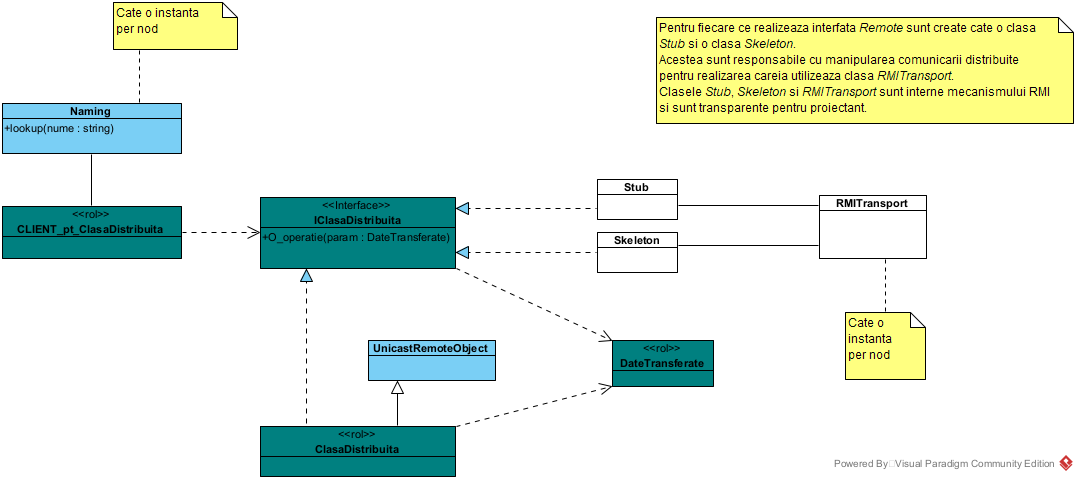 Cate o instanta
per nod
Pentru fiecare ce realizeaza interfata Remote sunt create cate o clasa
Stub si o clasa Skeleton.
Acestea sunt responsabile cu manipularea comunicarii distribuite
pentru realizarea careia utilizeaza clasa RMITransport.
Clasele Stub, Skeleton si RMITransport sunt interne mecanismului RMI
si sunt transparente pentru proiectant.
Naming
+lookup(nume : string)
<<rol>>
CLIENT_pt_ClasaDistribuita
<<Interface>>
IClasaDistribuita
+O_operatie(param : DateTransferate)
Stub
Skeleton
RMITransport
Cate o
instanta
per nod
UnicastRemoteObject
<<rol>>
DateTransferate
<<rol>>
ClasaDistribuita
Powered By Visual Paradigm Community Edition